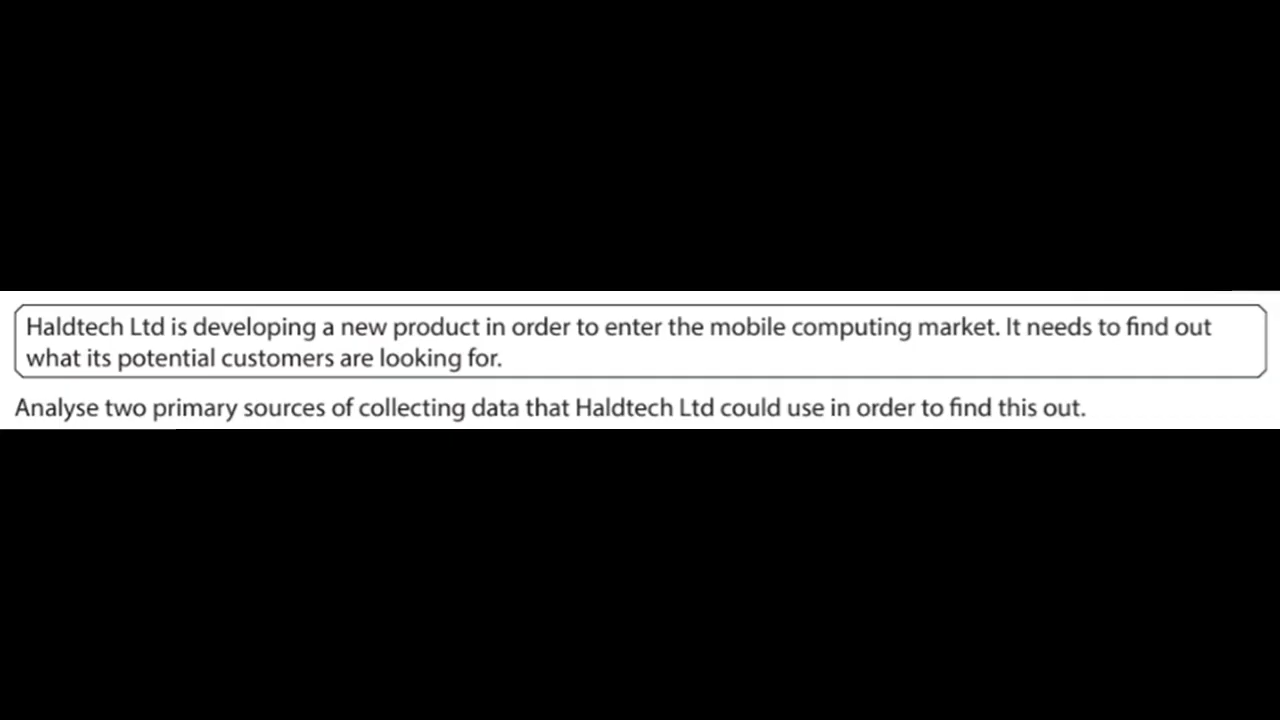 Haldtech Ltd is developing a new product in order to enter the mobile computing market. It needs to find out
what its potential customers are looking for.
Analyse two primary sources of collecting data that Haldtech Ltd could use in order to find this out.